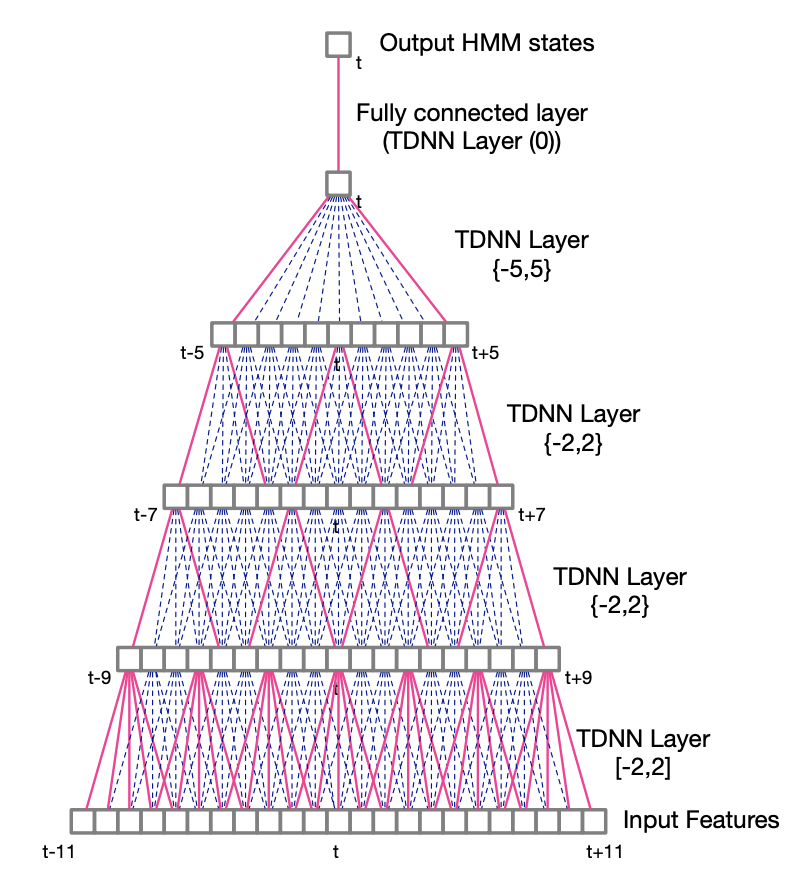 Output HMM states
t
Fully connected layer
(TDNN Layer (0))
t
TDNN Layer
{-5,5}
t-5
t
t+5
TDNN Layer
{-2,2}
t-7
t
t+7
TDNN Layer
{-2,2}
t-9
t
t+9
TDNN Layer
[-2,2]
Input Features
t-11
t
t+11